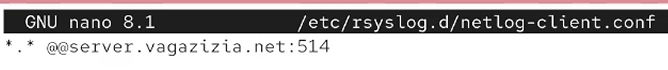 GNU nano 8.1 /etc/rsyslog.d/netlog-client.conf
*.* @@server.vagazizia.net:514